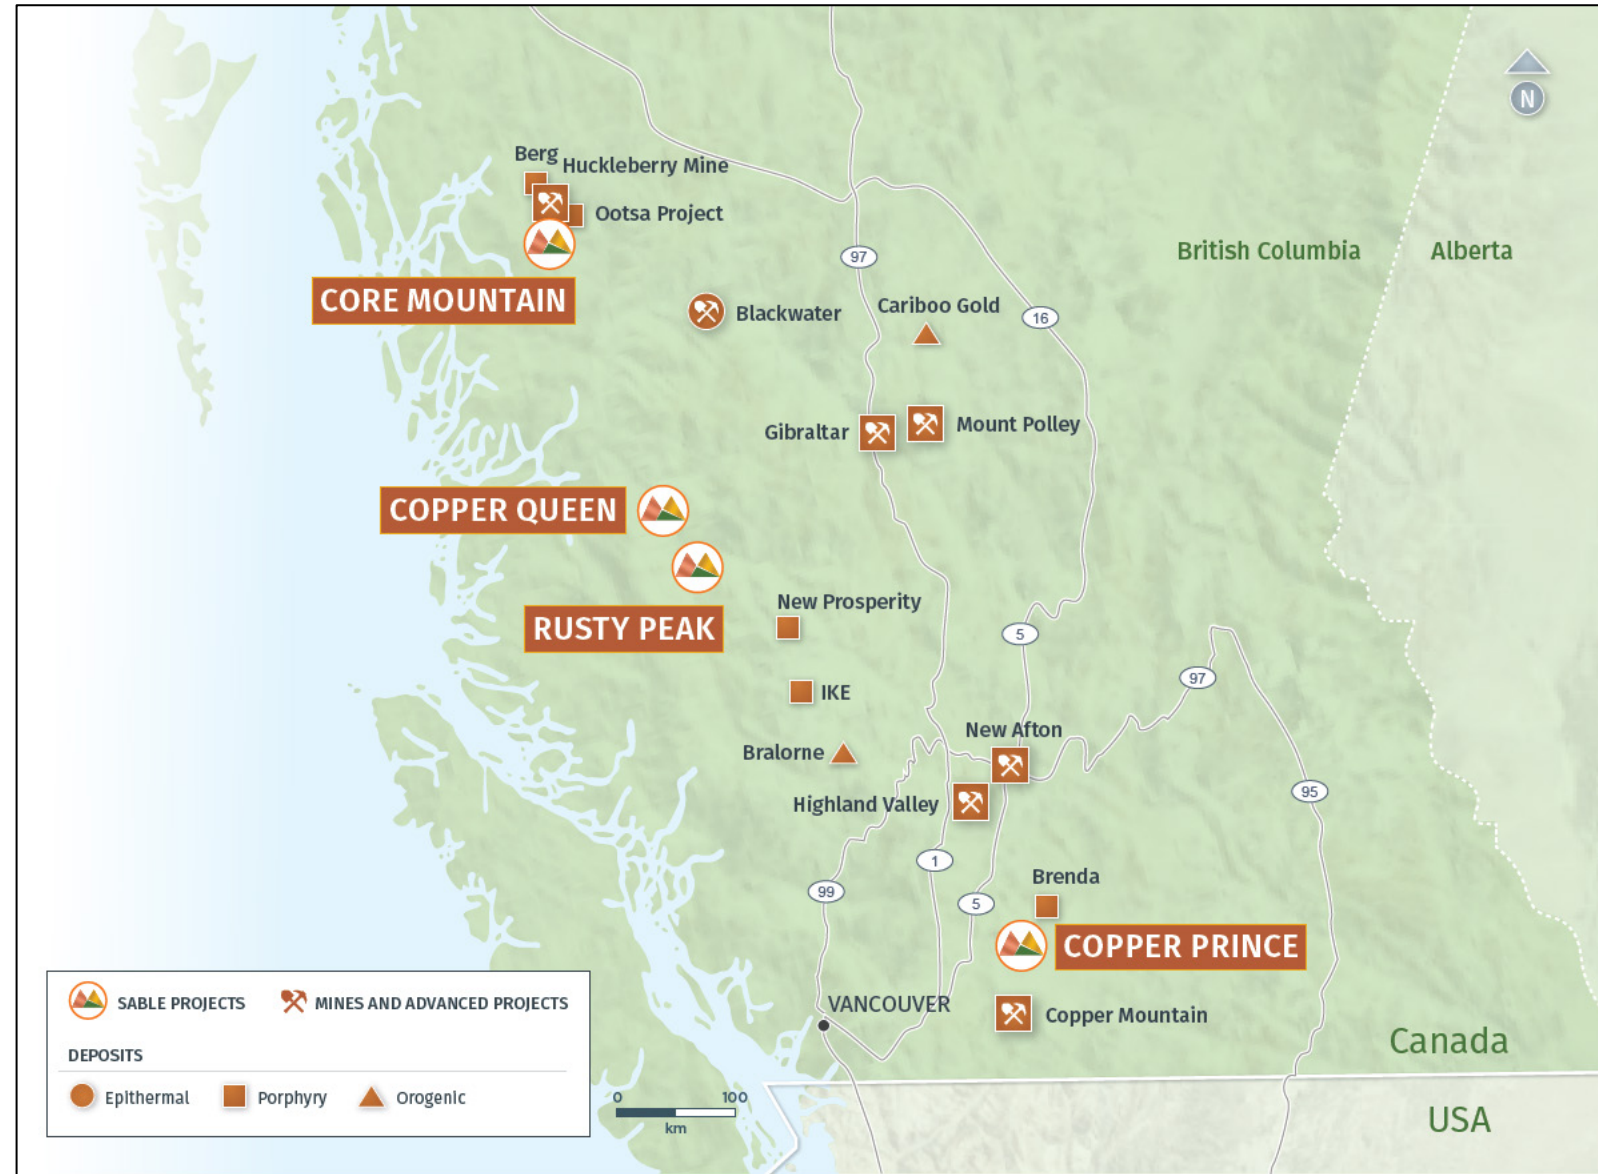 N
Berg
Huckleberry Mine
Ootsa Project
British Columbia
Alberta
97
CORE MOUNTAIN
Blackwater
Cariboo Gold
16
Gibraltar
Mount Polley
COPPER QUEEN
RUSTY PEAK
New Prosperity
5
97
IKE
New Afton
Bralorne
Highland Valley
95
1
99
5
Brenda
COPPER PRINCE
VANCOUVER
Copper Mountain
Canada
USA
SABLE PROJECTS
MINES AND ADVANCED PROJECTS
DEPOSITS
Epithermal
Porphyry
Orogenic
0
100
km